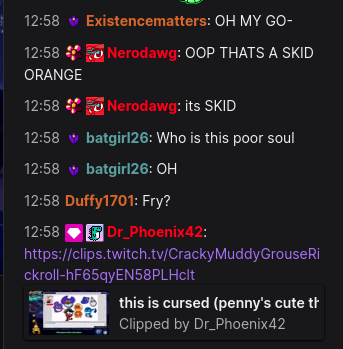 12:58 Existencematters: OH MY GO-
12:58 Nerodawg: OOP THATS A SKID
ORANGE
12:58 Nerodawg: its SKID
12:58 batgirl26: Who is this poor soul
12:58 batgirl26: OH
12:58 Duffy1701: Fry?
12:58 Dr_Phoenix42:
https://clips.twitch.tv/CrackyMuddyGrouseRi
ckroll-hF65qyEN58PLHclt
this is cursed (penny's cute th
Clipped by Dr_Phoenix42